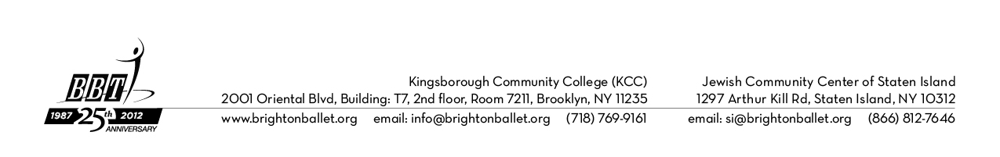 BBT
1987 25th 2012
ANNIVERSARY
Kingsborough Community College (KCC)
2001 Oriental Blvd, Building: T7, 2nd floor, Room 7211, Brooklyn, NY 11235
www.brightonballet.org email: info@brightonballet.org (718) 769-9161
Jewish Community Center of Staten Island
1297 Arthur Kill Rd, Staten Island, NY 10312
email: si@brightonballet.org (866) 812-7646